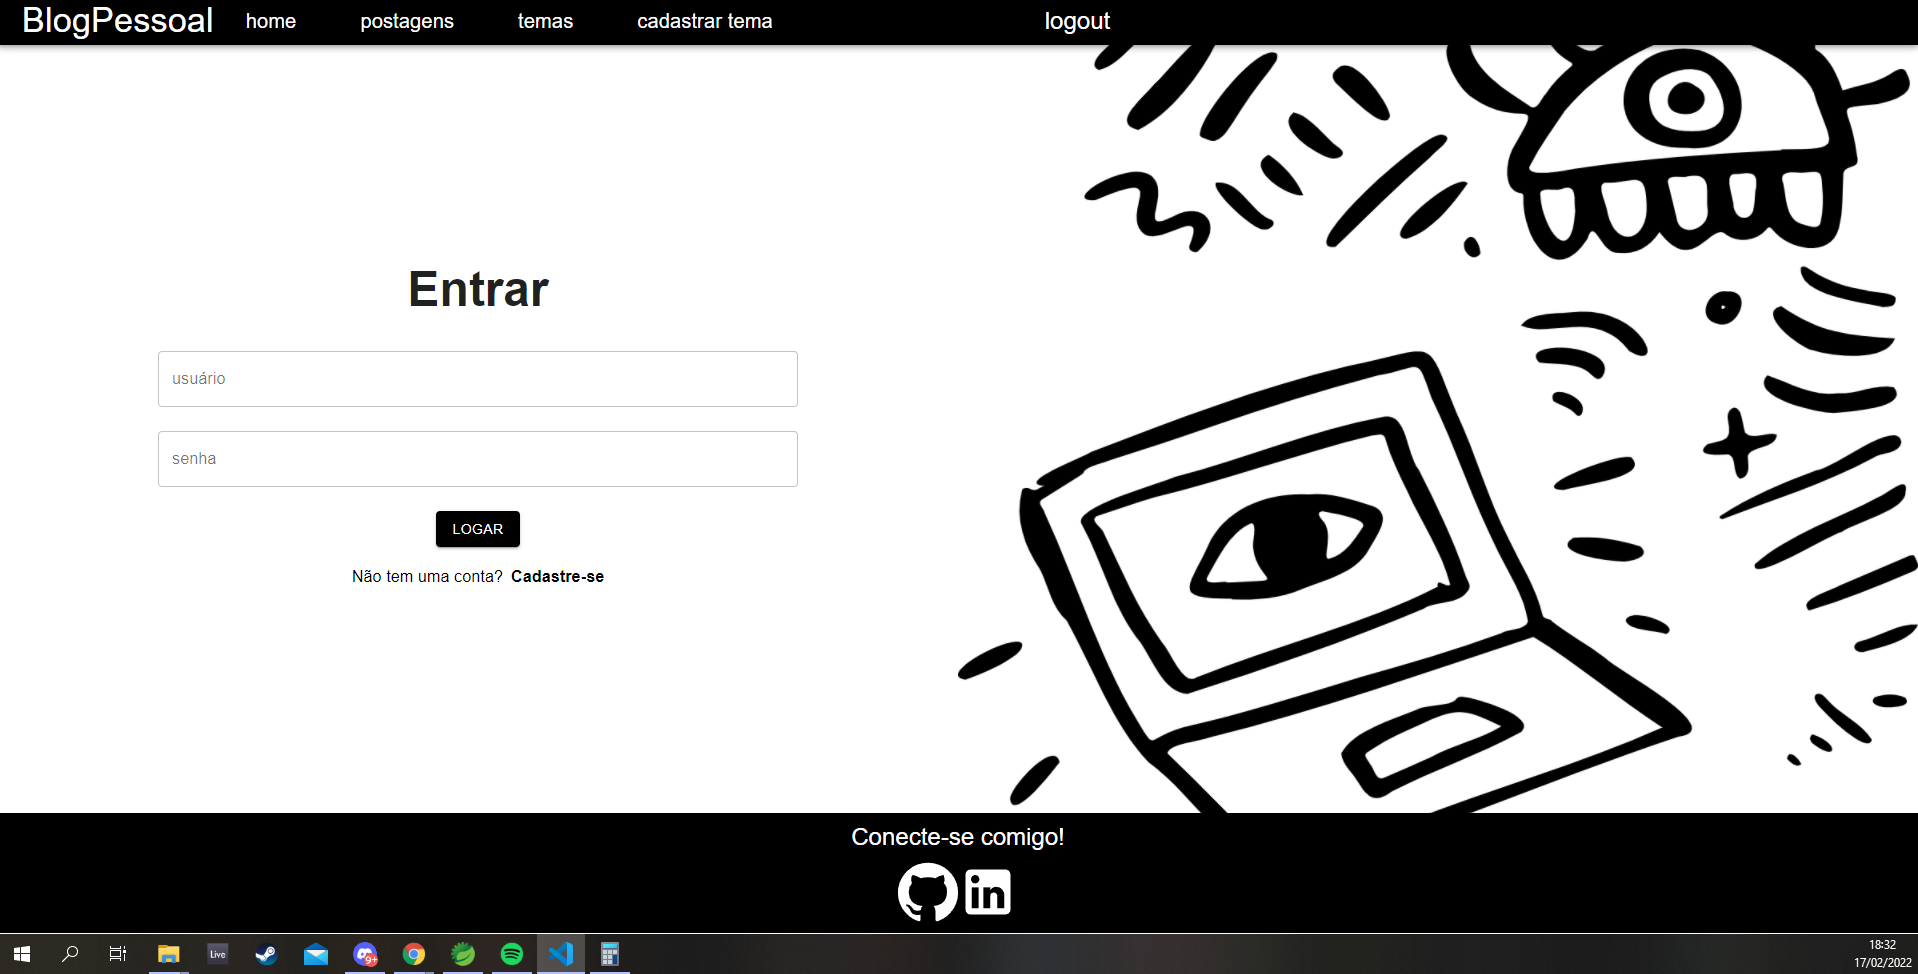 BlogPessoal home postagens temas cadastrar tema logout
Entrar
usuário
senha
LOGAR
Não tem uma conta? Cadastre-se
Conecte-se comigo!
in
Live
9+
18:32
17/02/2022